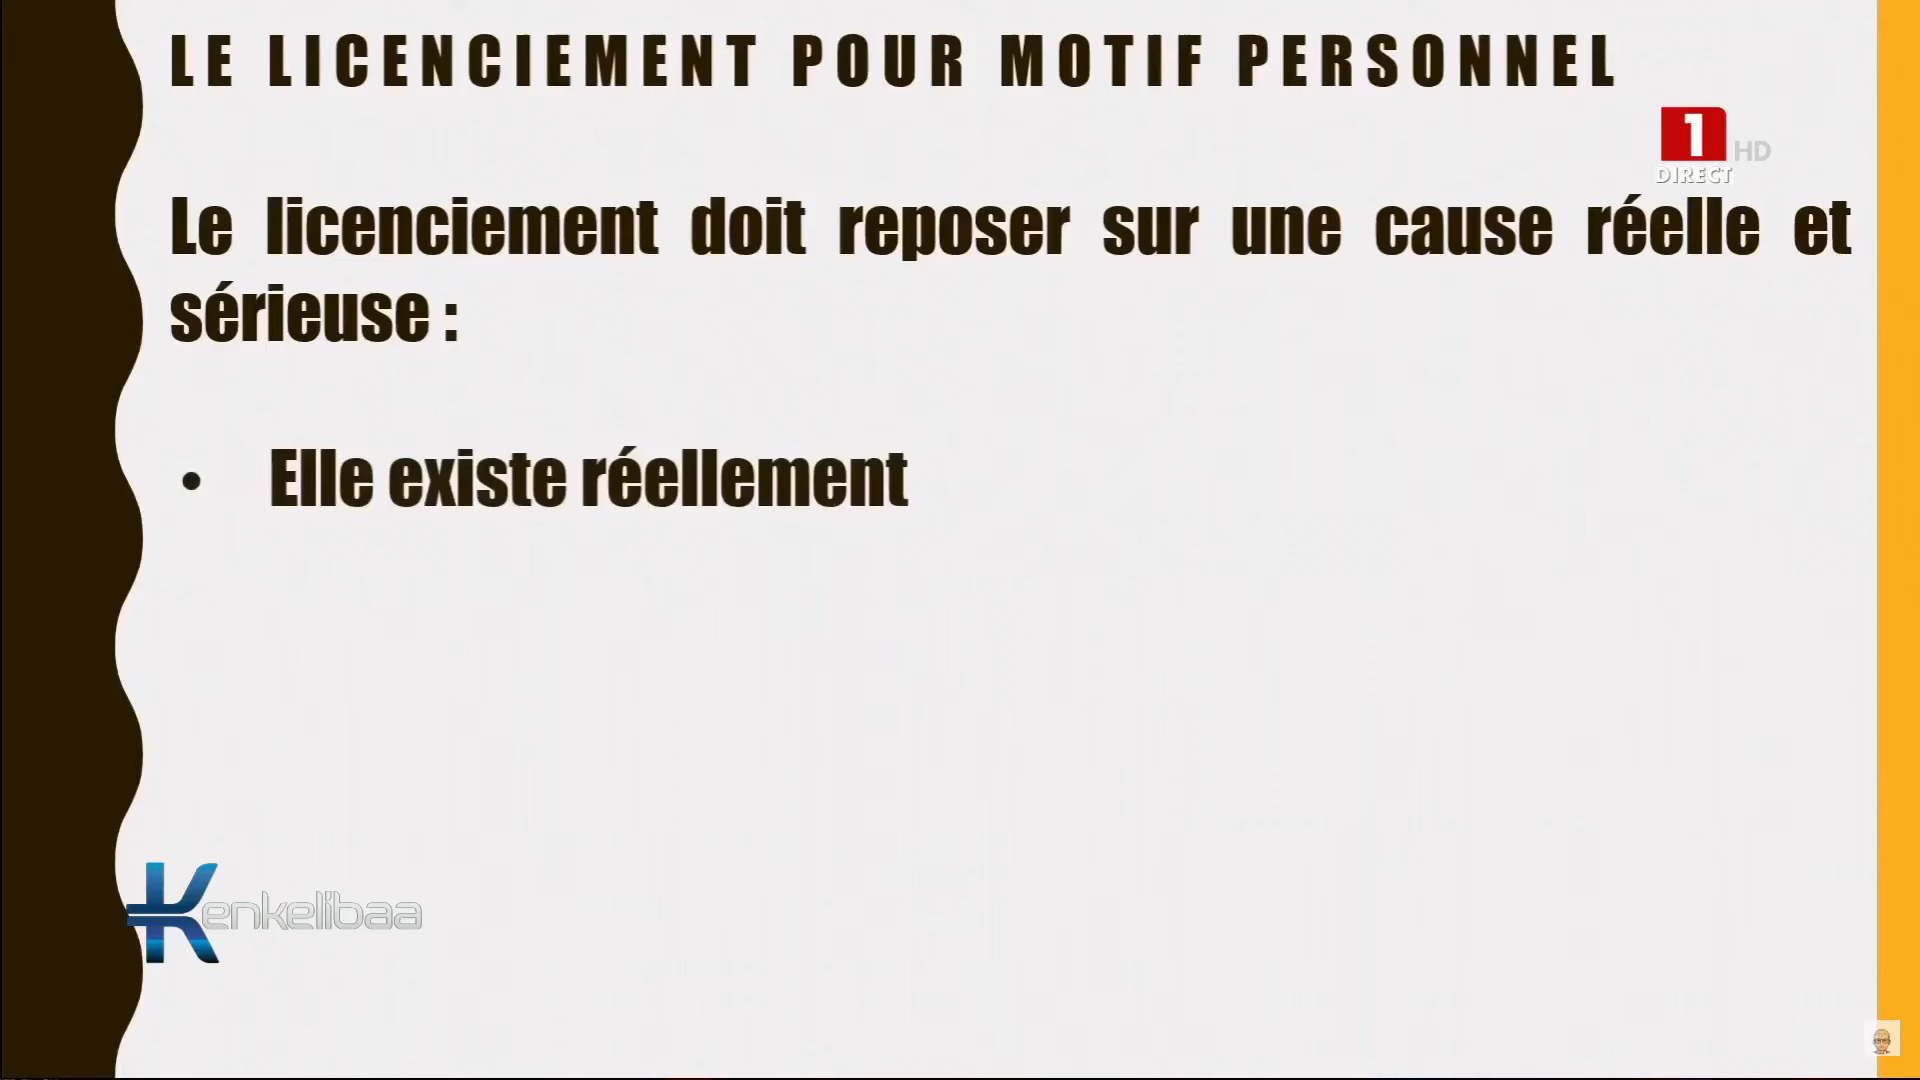 LE LICENCIEMENT POUR MOTIF PERSONNEL
1 HD
DIRECT
Le licenciement doit reposer sur une cause réelle et
sérieuse :
• Elle existe réellement
Kenkelibaa